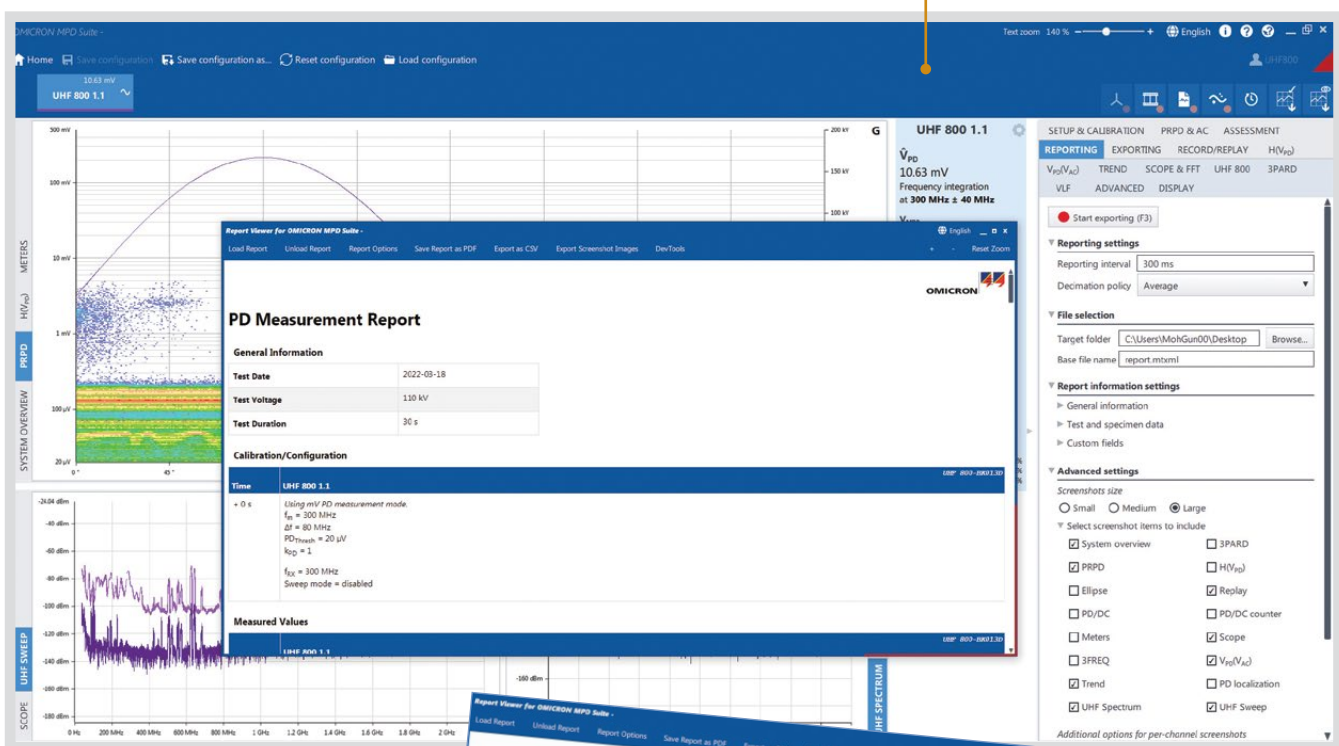 OMICRON MPD Suite -
Text zoom 140 % - + English
Home Save configuration Save configuration as... Reset configuration Load configuration
UHF800
10.63 mV
UHF 800 1.1
300 mV
100 mV
10 mV
1 mV
100 µV
20 µV
0 °
45 °
200 kV
150 kV
100 kV
G
METERS
H(VPD)
PRPD
SYSTEM OVERVIEW
UHF 800 1.1
V̂PD
10.63 mV
Frequency integration
at 300 MHz ± 40 MHz
%
%
%
Report Viewer for OMICRON MPD Suite -
English
Load Report Unload Report Report Options Save Report as PDF Export as CSV Export Screenshot Images DevTools + - Reset Zoom
OMICRON
PD Measurement Report
General Information
Test Date 2022-03-18
Test Voltage 110 kV
Test Duration 30 s
Calibration/Configuration
Time UHF 800 1.1
+ 0 s Using mV PD measurement mode.
fm = 300 MHz
Δf = 80 MHz
PDThresh = 20 µV
kPD = 1
fRX = 300 MHz
Sweep mode = disabled
Measured Values
UHF 800 1.1
-24.04 dBm
-40 dBm
-60 dBm
-80 dBm
-100 dBm
-120 dBm
-140 dBm
-160 dBm
-180 dBm
0 Hz 200 MHz 400 MHz 600 MHz 800 MHz 1 GHz 1.2 GHz 1.4 GHz 1.6 GHz 1.8 GHz 2 GHz
UHF SWEEP
SCOPE
-160 dBm
UHF SPECTRUM
Report Viewer for OMICRON MPD Suite -
Load Report Unload Report Report Options Save Report as PDF
SETUP & CALIBRATION PRPD & AC ASSESSMENT
REPORTING EXPORTING RECORD/REPLAY H(VPD)
VPD(VAC) TREND SCOPE & FFT UHF 800 3PARD
VLF ADVANCED DISPLAY
Start exporting (F3)
Reporting settings
Reporting interval 300 ms
Decimation policy Average
File selection
Target folder C:\Users\MohGun00\Desktop Browse...
Base file name report.mtxml
Report information settings
General information
Test and specimen data
Custom fields
Advanced settings
Screenshots size
Small Medium Large
Select screenshot items to include
System overview 3PARD
PRPD H(VPD)
Ellipse Replay
PD/DC PD/DC counter
Meters Scope
3FREQ VPD(VAC)
Trend PD localization
UHF Spectrum UHF Sweep
Additional options for per-channel screenshots